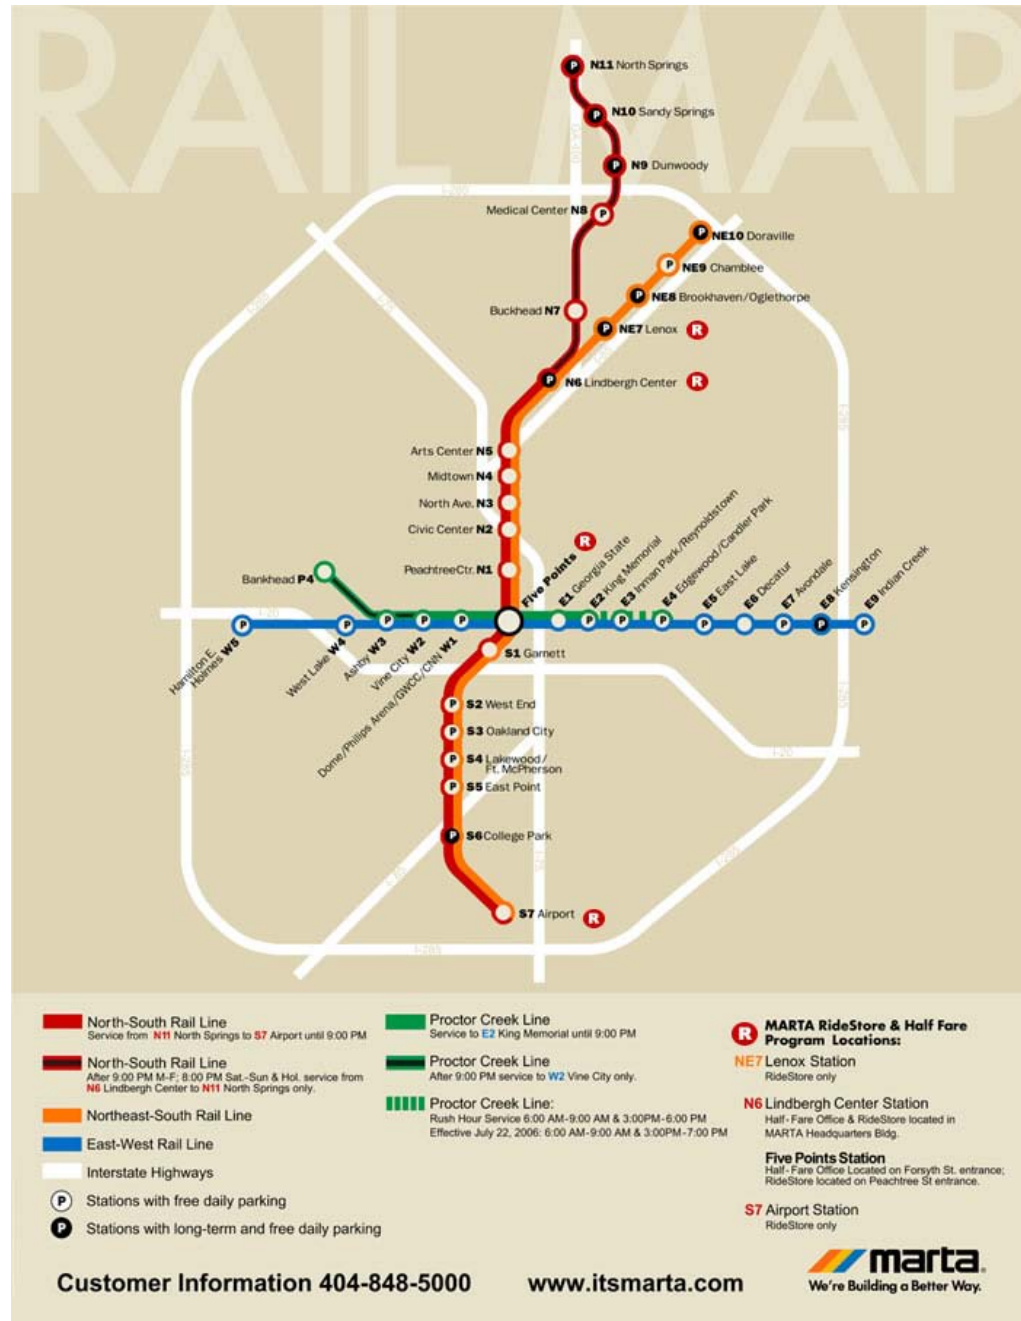 RAIL MAP
N11 North Springs
N10 Sandy Springs
GA-400
N9 Dunwoody
I-285
Medical Center N8
NE10 Doraville
NE9 Chamblee
I-285
NE8 Brookhaven/Oglethorpe
Buckhead N7
NE7 Lenox R
N6 Lindbergh Center R
I-285
Arts Center N5
Midtown N4
North Ave. N3
Civic Center N2
R
PeachtreeCtr. N1
Bankhead P4
Five Points
E1 Georgia State
E2 King Memorial
E3 Inman Park/Reynoldstown
E4 Edgewood/Candler Park
E5 East Lake
E6 Decatur
E7 Avondale
E8 Kensington
E9 Indian Creek
I-20
Hamilton E.
Holmes W5
West Lake W4
Ashby W3
Vine City W2
Dome/Philips Arena/GWCC/CNN W1
S1 Garnett
S2 West End
I-285
S3 Oakland City
I-20
I-285
S4 Lakewood/
Ft. McPherson
S5 East Point
S6 College Park
I-285
S7 Airport R
I-285
North-South Rail Line
Service from N11 North Springs to S7 Airport until 9:00 PM
North-South Rail Line
After 9:00 PM M-F; 8:00 PM Sat.-Sun & Hol. service from
N6 Lindbergh Center to N11 North Springs only.
Northeast-South Rail Line
East-West Rail Line
Interstate Highways
P Stations with free daily parking
P Stations with long-term and free daily parking
Proctor Creek Line
Service to E2 King Memorial until 9:00 PM
Proctor Creek Line
After 9:00 PM service to W2 Vine City only.
Proctor Creek Line:
Rush Hour Service 6:00 AM-9:00 AM & 3:00PM-6:00 PM
Effective July 22, 2006: 6:00 AM-9:00 AM & 3:00PM-7:00 PM
R MARTA RideStore & Half Fare
Program Locations:
NE7 Lenox Station
RideStore only
N6 Lindbergh Center Station
Half-Fare Office & RideStore located in
MARTA Headquarters Bldg.
Five Points Station
Half-Fare Office Located on Forsyth St. entrance;
RideStore located on Peachtree St entrance.
S7 Airport Station
RideStore only
marta
We're Building a Better Way.
Customer Information 404-848-5000 www.itsmarta.com